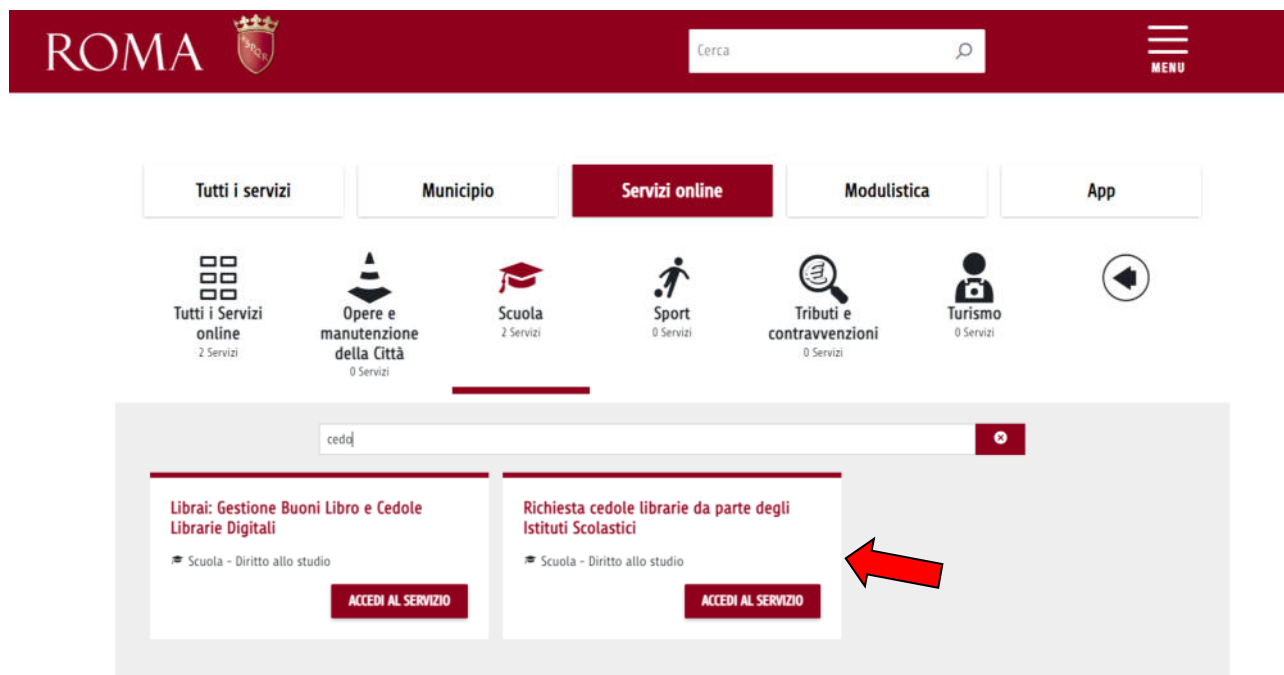 ROMA
SPQR
Cerca
MENU
Tutti i servizi
Municipio
Servizi online
Modulistica
App
Tutti i Servizi
online
2 Servizi
Opere e
manutenzione
della Città
0 Servizi
Scuola
2 Servizi
Sport
0 Servizi
Tributi e
contravvenzioni
0 Servizi
Turismo
0 Servizi
cedo
Librai: Gestione Buoni Libro e Cedole
Librarie Digitali
Scuola - Diritto allo studio
ACCEDI AL SERVIZIO
Richiesta cedole librarie da parte degli
Istituti Scolastici
Scuola - Diritto allo studio
ACCEDI AL SERVIZIO